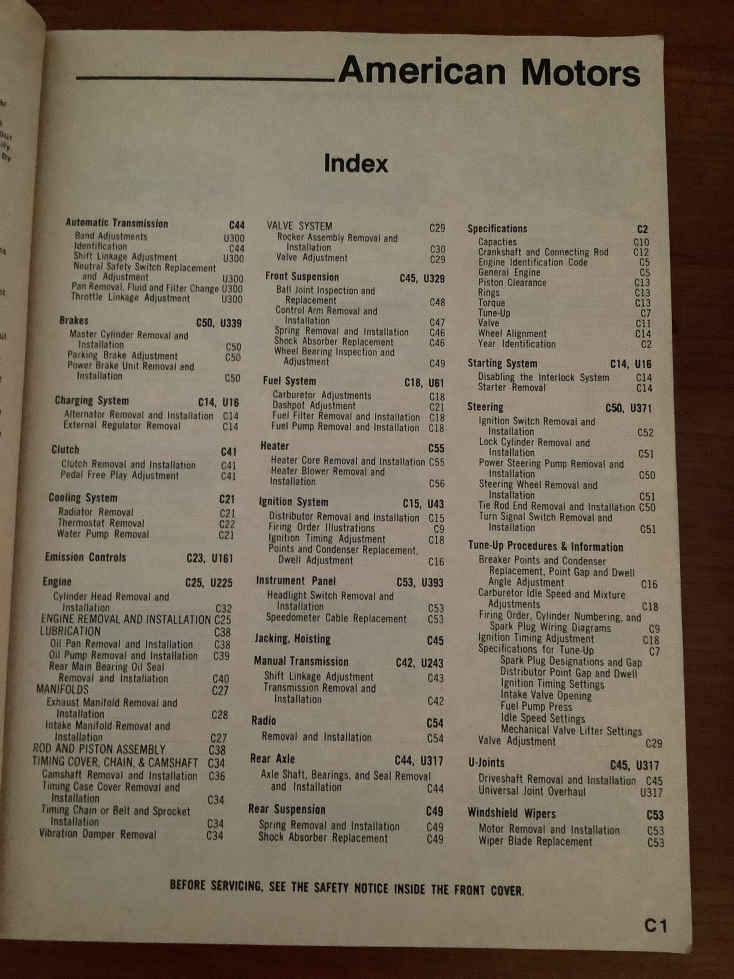 American Motors
Index
Automatic Transmission C44
Band Adjustments U300
Identification C44
Shift Linkage Adjustment U300
Neutral Safety Switch Replacement
and Adjustment U300
Pan Removal, Fluid and Filter Change U300
Throttle Linkage Adjustment U300
Brakes C50, U339
Master Cylinder Removal and
Installation C50
Parking Brake Adjustment C50
Power Brake Unit Removal and
Installation C50
Charging System C14, U16
Alternator Removal and Installation C14
External Regulator Removal C14
Clutch C41
Clutch Removal and Installation C41
Pedal Free Play Adjustment C41
Cooling System C21
Radiator Removal C21
Thermostat Removal C22
Water Pump Removal C21
Emission Controls C23, U161
Engine C25, U225
Cylinder Head Removal and
Installation C32
ENGINE REMOVAL AND INSTALLATION C25
LUBRICATION C38
Oil Pan Removal and Installation C38
Oil Pump Removal and Installation C39
Rear Main Bearing Oil Seal
Removal and Installation C40
MANIFOLDS C27
Exhaust Manifold Removal and
Installation C28
Intake Manifold Removal and
Installation C27
ROD AND PISTON ASSEMBLY C38
TIMING COVER, CHAIN, & CAMSHAFT C34
Camshaft Removal and Installation C36
Timing Case Cover Removal and
Installation C34
Timing Chain or Belt and Sprocket
Installation C34
Vibration Damper Removal C34
VALVE SYSTEM C29
Rocker Assembly Removal and
Installation C30
Valve Adjustment C29
Front Suspension C45, U329
Ball Joint Inspection and
Replacement C48
Control Arm Removal and
Installation C47
Spring Removal and Installation C46
Shock Absorber Replacement C46
Wheel Bearing Inspection and
Adjustment C49
Fuel System C18, U61
Carburetor Adjustments C18
Dashpot Adjustment C21
Fuel Filter Removal and Installation C18
Fuel Pump Removal and Installation C18
Heater C55
Heater Core Removal and Installation C55
Heater Blower Removal and
Installation C56
Ignition System C15, U43
Distributor Removal and Installation C15
Firing Order Illustrations C9
Ignition Timing Adjustment C18
Points and Condenser Replacement,
Dwell Adjustment C16
Instrument Panel C53, U393
Headlight Switch Removal and
Installation C53
Speedometer Cable Replacement C53
Jacking, Hoisting C45
Manual Transmission C42, U243
Shift Linkage Adjustment C43
Transmission Removal and
Installation C42
Radio C54
Removal and Installation C54
Rear Axle C44, U317
Axle Shaft, Bearings, and Seal Removal
and Installation C44
Rear Suspension C49
Spring Removal and Installation C49
Shock Absorber Replacement C49
Specifications C2
Capacties C10
Crankshaft and Connecting Rod C12
Engine Identification Code C5
General Engine C5
Piston Clearance C13
Rings C13
Torque C13
Tune-Up C7
Valve C11
Wheel Alignment C14
Year Identification C2
Starting System C14, U16
Disabling the Interlock System C14
Starter Removal C14
Steering C50, U371
Ignition Switch Removal and
Installation C52
Lock Cylinder Removal and
Installation C51
Power Steering Pump Removal and
Installation C50
Steering Wheel Removal and
Installation C51
Tie Rod End Removal and Installation C50
Turn Signal Switch Removal and
Installation C51
Tune-Up Procedures & Information
Breaker Points and Condenser
Replacement, Point Gap and Dwell
Angle Adjustment C16
Carburetor Idle Speed and Mixture
Adjustments C18
Firing Order, Cylinder Numbering, and
Spark Plug Wiring Diagrams C9
Ignition Timing Adjustment C18
Specifications for Tune-Up C7
Spark Plug Designations and Gap
Distributor Point Gap and Dwell
Ignition Timing Settings
Intake Valve Opening
Fuel Pump Press
Idle Speed Settings
Mechanical Valve Lifter Settings
Valve Adjustment C29
U-Joints C45, U317
Driveshaft Removal and Installation C45
Universal Joint Overhaul U317
Windshield Wipers C53
Motor Removal and Installation C53
Wiper Blade Replacement C53
BEFORE SERVICING, SEE THE SAFETY NOTICE INSIDE THE FRONT COVER.
C1